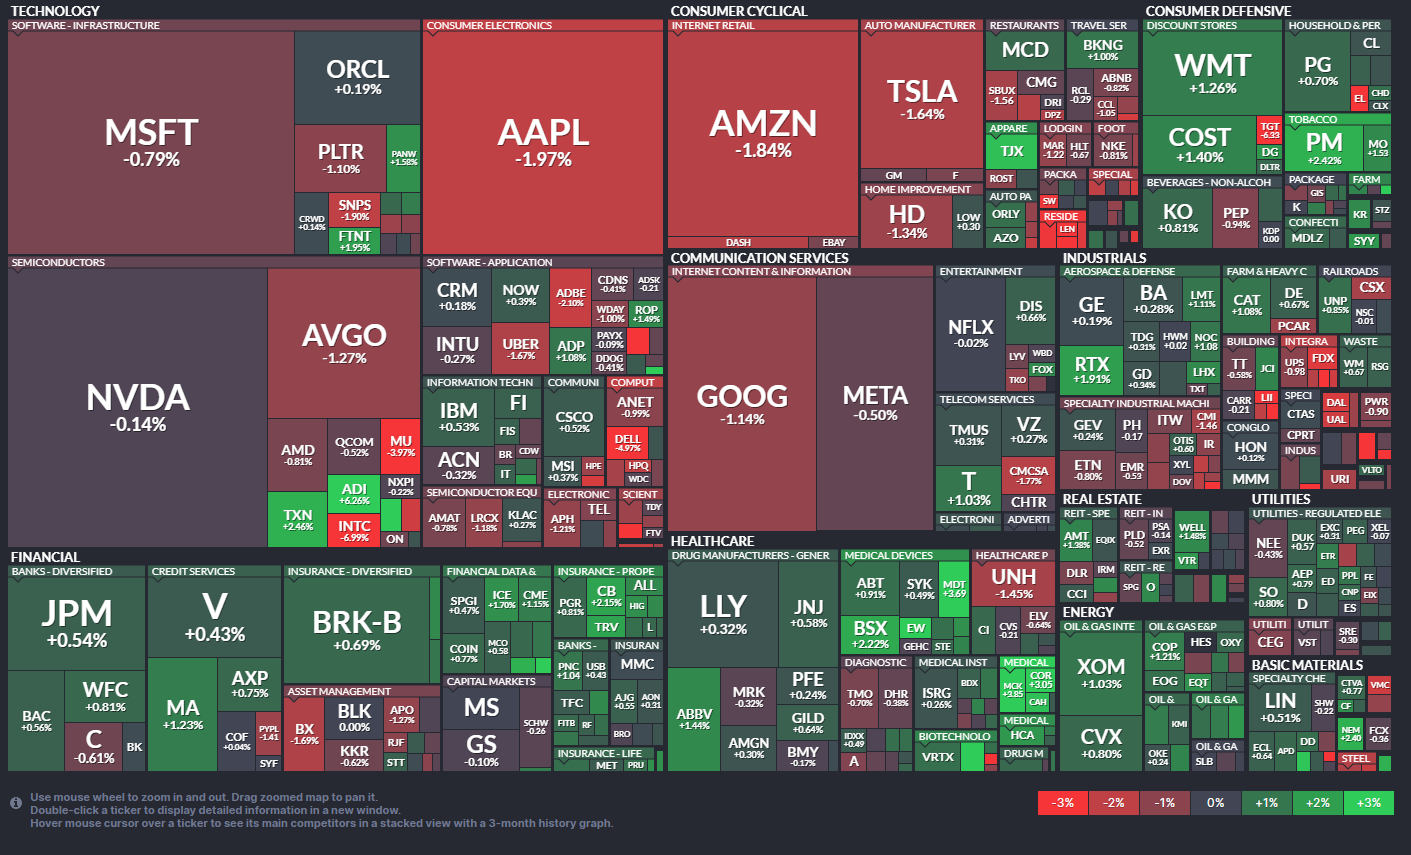 TECHNOLOGY
SOFTWARE - INFRASTRUCTURE
MSFT
-0.79%
ORCL
+0.19%
PLTR
-1.10%
PANW
+1.58%
CRWD
+0.14%
SNPS
-1.90%
FTNT
+1.95%
CONSUMER ELECTRONICS
AAPL
-1.97%
SEMICONDUCTORS
NVDA
-0.14%
AVGO
-1.27%
AMD
-0.81%
QCOM
-0.52%
MU
-3.97%
TXN
+2.46%
ADI
+6.26%
INTC
-6.99%
NXPI
-0.22%
ON
SOFTWARE - APPLICATION
CRM
+0.18%
NOW
+0.39%
ADBE
-2.10%
CDNS
-0.41%
ADSK
-0.21
INTU
-0.27%
UBER
-1.67%
ADP
+1.08%
WDAY
-1.00%
ROP
+1.49%
PAYX
-0.09%
DDOG
-0.41%
INFORMATION TECHN
IBM
+0.53%
FI
ACN
-0.32%
FIS
BR
CDW
IT
COMMUNI
CSCO
+0.52%
MSI
+0.37%
HPE
COMPUT
ANET
-0.99%
DELL
-4.97%
HPQ
WDC
SEMICONDUCTOR EQU
AMAT
-0.78%
LRCX
-1.18%
KLAC
+0.27%
ELECTRONIC
APH
-1.21%
TEL
SCIENT
TDY
FTV
CONSUMER CYCLICAL
INTERNET RETAIL
AMZN
-1.84%
DASH
EBAY
AUTO MANUFACTURER
TSLA
-1.64%
GM
F
HOME IMPROVEMENT
HD
-1.34%
LOW
+0.30
RESTAURANTS
MCD
SBUX
-1.56
CMG
DRI
DPZ
TRAVEL SER
BKNG
+1.00%
RCL
-0.29
ABNB
-0.82%
CCL
-1.05
APPARE
TJX
ROST
LODGIN
MAR
-1.22
HLT
-0.67
FOOT
NKE
-0.81%
AUTO PA
ORLY
AZO
PACKA
SW
SPECIAL
RESIDE
LEN
CONSUMER DEFENSIVE
DISCOUNT STORES
WMT
+1.26%
COST
+1.40%
TGT
-6.33
DG
DLTR
HOUSEHOLD & PER
PG
+0.70%
CL
EL
CHD
CLX
TOBACCO
PM
+2.42%
MO
+1.53
BEVERAGES - NON-ALCOH
KO
+0.81%
PEP
-0.94%
KDP
0.00
PACKAGE
GIS
K
FARM
KR
STZ
CONFECTI
MDLZ
SYY
COMMUNICATION SERVICES
INTERNET CONTENT & INFORMATION
GOOG
-1.14%
META
-0.50%
ENTERTAINMENT
NFLX
-0.02%
DIS
+0.66%
LYV
WBD
FOX
TKO
TELECOM SERVICES
TMUS
+0.31%
VZ
+0.27%
T
+1.03%
CMCSA
-1.77%
CHTR
ELECTRONI
ADVERTI
INDUSTRIALS
AEROSPACE & DEFENSE
GE
+0.19%
BA
+0.28%
LMT
+1.11%
RTX
+1.91%
TDG
+0.31%
HWM
+0.02
NOC
+1.08
GD
+0.34%
LHX
TXT
FARM & HEAVY C
CAT
+1.08%
DE
+0.67%
PCAR
RAILROADS
UNP
+0.85%
CSX
NSC
-0.01
BUILDING
TT
-0.58%
JCI
CARR
-0.21
LII
INTEGRA
UPS
-0.98
FDX
WASTE
WM
+0.67
RSG
SPECIALTY INDUSTRIAL MACHI
GEV
+0.24%
PH
-0.17
ITW
CMI
-1.46
ETN
-0.80%
EMR
-0.53
OTIS
+0.60
IR
XYL
DOV
CONGLO
HON
+0.12%
MMM
SPECI
CTAS
CPRT
INDUS
DAL
UAL
PWR
-0.90
URI
VLTO
REAL ESTATE
REIT - SPE
AMT
+1.38%
EQIX
DLR
IRM
CCI
REIT - IN
PLD
-0.52
PSA
-0.14
EXR
WELL
+1.48%
VTR
REIT - RE
SPG
O
UTILITIES
UTILITIES - REGULATED ELE
NEE
-0.43%
DUK
+0.57
EXC
+0.31
PEG
XEL
-0.07
ETR
SO
+0.80%
AEP
+0.79
ED
PPL
FE
CNP
EIX
D
ES
UTILITI
CEG
UTILIT
VST
SRE
-0.30
HEALTHCARE
DRUG MANUFACTURERS - GENER
LLY
+0.32%
JNJ
+0.58%
ABBV
+1.44%
MRK
-0.32%
PFE
+0.24%
AMGN
+0.30%
GILD
+0.64%
BMY
-0.17%
MEDICAL DEVICES
ABT
+0.91%
SYK
+0.49%
MDT
+3.69
BSX
+2.22%
EW
GEHC
STE
HEALTHCARE P
UNH
-1.45%
CI
CVS
-0.21
ELV
-0.64%
DIAGNOSTIC
TMO
-0.70%
DHR
-0.38%
IDXX
+0.49
A
MEDICAL INST
ISRG
+0.26%
BDX
MEDICAL
MCK
+3.85
COR
+3.05
CAH
BIOTECHNOLO
VRTX
MEDICAL
HCA
DRUG M
ENERGY
OIL & GAS INTE
XOM
+1.03%
CVX
+0.80%
OIL & GAS E&P
COP
+1.21%
HES
OXY
EOG
EQT
OIL &
KMI
OKE
+0.24
OIL & GA
OIL & GA
SLB
BASIC MATERIALS
SPECIALTY CHE
LIN
+0.51%
SHW
-0.22
ECL
+0.64
APD
DD
CTVA
+0.77
CF
VMC
NEM
+2.40
FCX
-0.36
STEEL
FINANCIAL
BANKS - DIVERSIFIED
JPM
+0.54%
BAC
+0.56%
WFC
+0.81%
C
-0.61%
BK
CREDIT SERVICES
V
+0.43%
MA
+1.23%
AXP
+0.75%
COF
+0.04%
PYPL
-1.41
SYF
INSURANCE - DIVERSIFIED
BRK-B
+0.69%
ASSET MANAGEMENT
BX
-1.69%
BLK
0.00%
KKR
-0.62%
APO
-1.27%
RJF
STT
FINANCIAL DATA &
SPGI
+0.47%
ICE
+1.70%
CME
+1.15%
COIN
+0.77%
MCO
+0.58
CAPITAL MARKETS
MS
GS
-0.10%
SCHW
-0.26
INSURANCE - PROPE
PGR
+0.81%
CB
+2.15%
ALL
TRV
HIG
L
BANKS -
PNC
+1.04
USB
+0.43
TFC
FITB
RF
INSURAN
MMC
AJG
+0.55
AON
+0.31
BRO
INSURANCE - LIFE
MET
PRU
Use mouse wheel to zoom in and out. Drag zoomed map to pan it.
Double-click a ticker to display detailed information in a new window.
Hover mouse cursor over a ticker to see its main competitors in a stacked view with a 3-month history graph.
-3%
-2%
-1%
0%
+1%
+2%
+3%